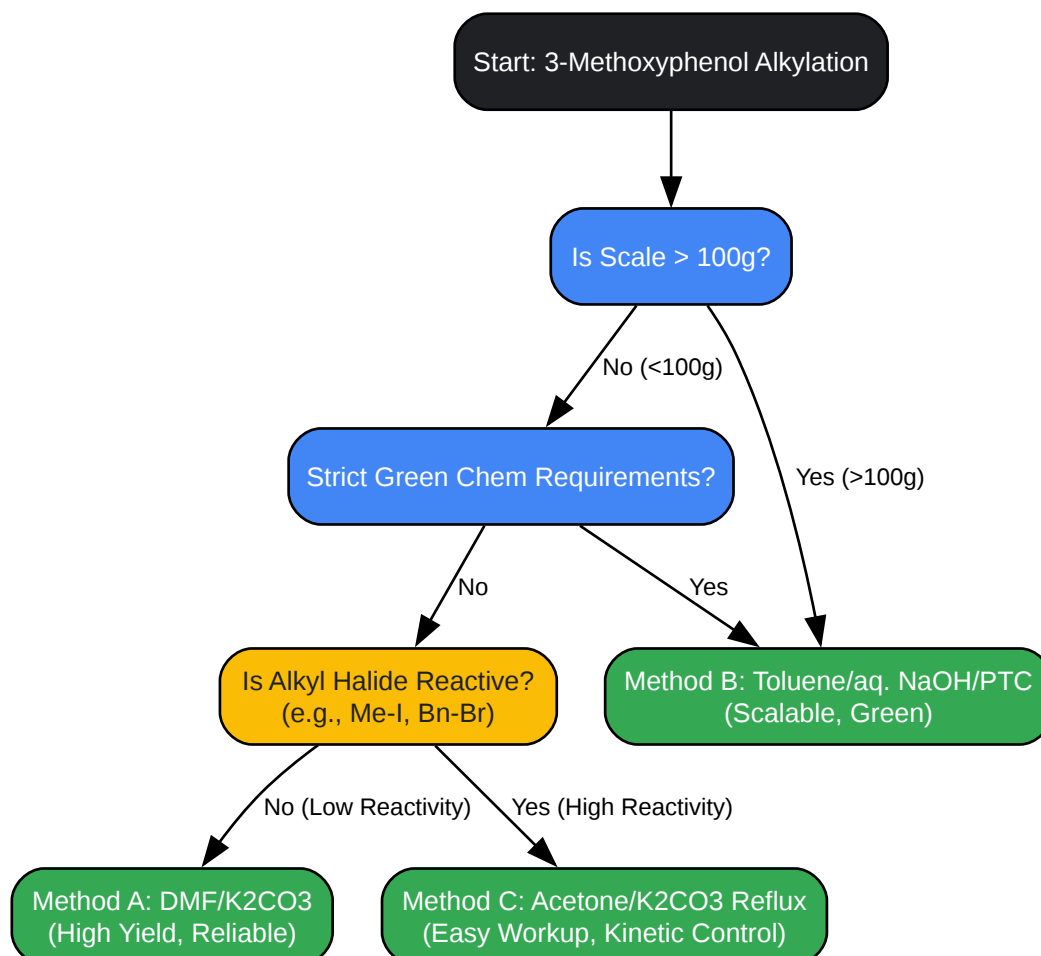 Start: 3-Methoxyphenol Alkylation
Is Scale > 100g?
No (<100g)
Yes (>100g)
Strict Green Chem Requirements?
No
Yes
Is Alkyl Halide Reactive?
(e.g., Me-I, Bn-Br)
Method B: Toluene/aq. NaOH/PTC
(Scalable, Green)
No (Low Reactivity)
Yes (High Reactivity)
Method A: DMF/K2CO3
(High Yield, Reliable)
Method C: Acetone/K2CO3 Reflux
(Easy Workup, Kinetic Control)